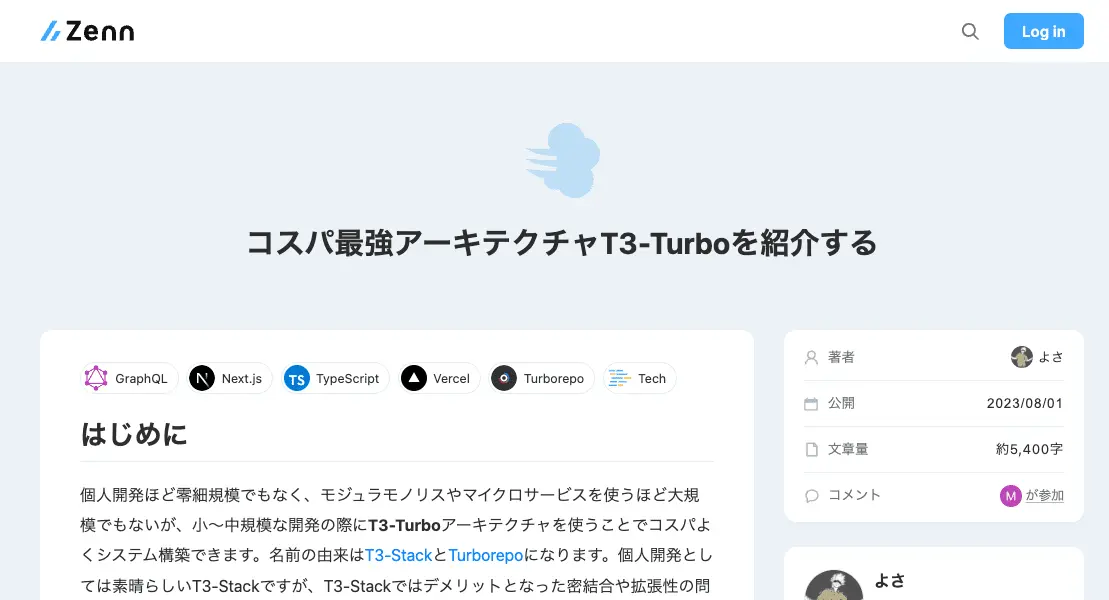 Zenn
Log in
コスパ最強アーキテクチャT3-Turboを紹介する
GraphQL
Next.js
TS TypeScript
Vercel
Turborepo
Tech
はじめに
個人開発ほど零細規模でもなく、モジュラモノリスやマイクロサービスを使うほど大規
模でもないが、小〜中規模な開発の際にT3-Turboアーキテクチャを使うことでコスパよ
くシステム構築できます。名前の由来はT3-StackとTurborepoになります。個人開発とし
ては素晴らしいT3-Stackですが、T3-Stackではデメリットとなった密結合や拡張性の問
著者 よさ
公開 2023/08/01
文章量 約5,400字
コメント M が参加
よさ